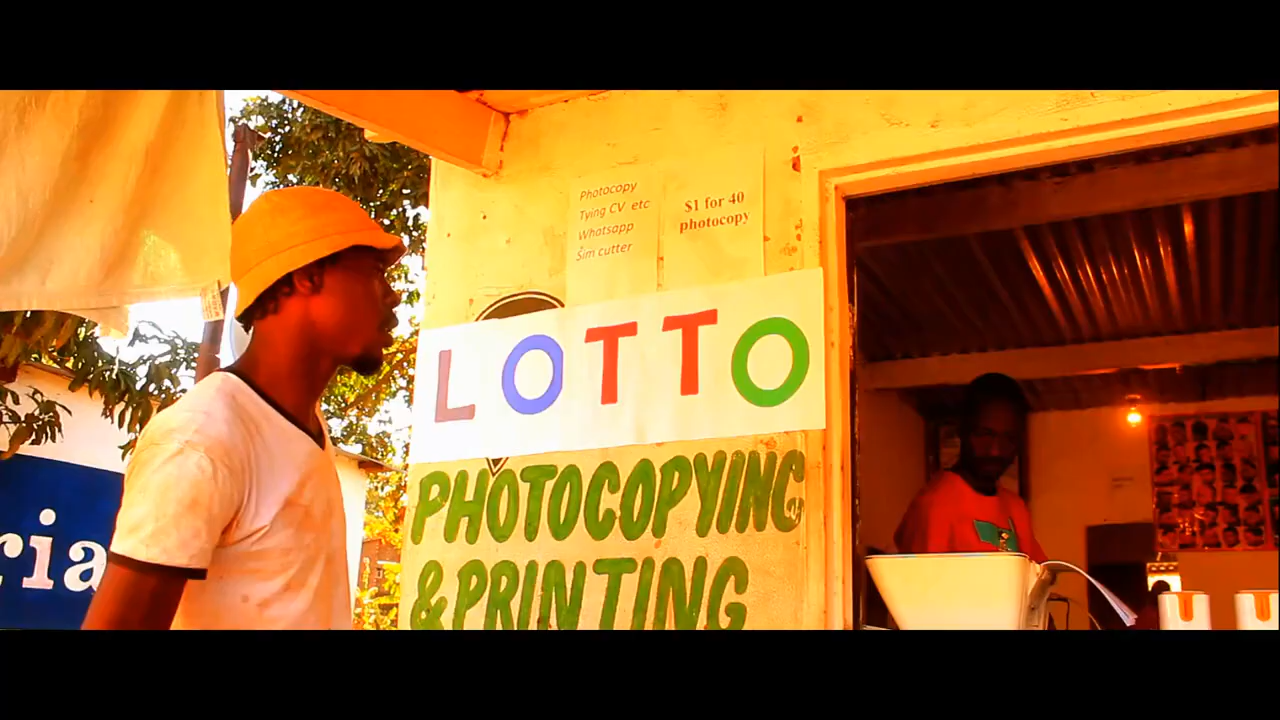 Photocopy
Tying CV etc
Whatsapp
Sim cutter
$1 for 40
photocopy
LOTTO
PHOTOCOPYING
& PRINTING
ria